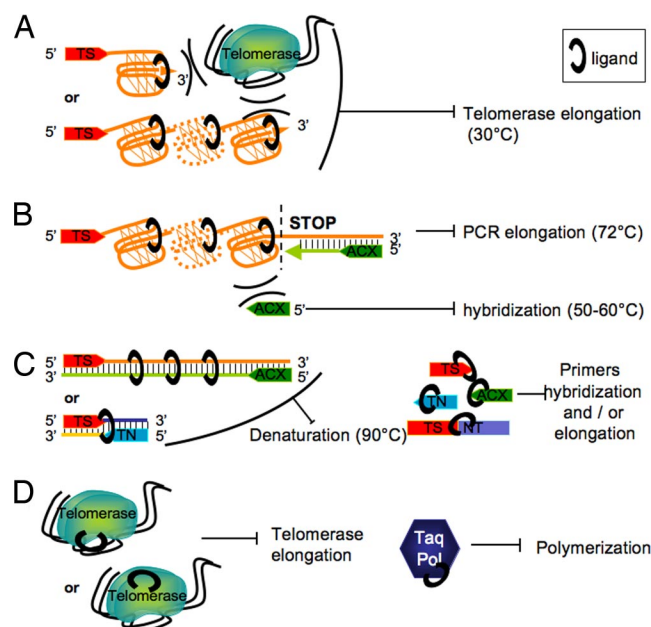 A
5' TS 3' Telomerase ligand
or
5' TS 3'
Telomerase elongation
(30°C)
B
STOP
5' TS 3'
ACX 5'
PCR elongation (72°C)
ACX 5' hybridization (50-60°C)
C
5' TS 3'
3' ACX 5'
or
5' TS 3'
3' TN 5'
Denaturation (90°C)
TS
TN ACX
TS NT
Primers
hybridization
and / or
elongation
D
Telomerase
Telomerase
elongation
or
Telomerase
Taq
Pol
Polymerization